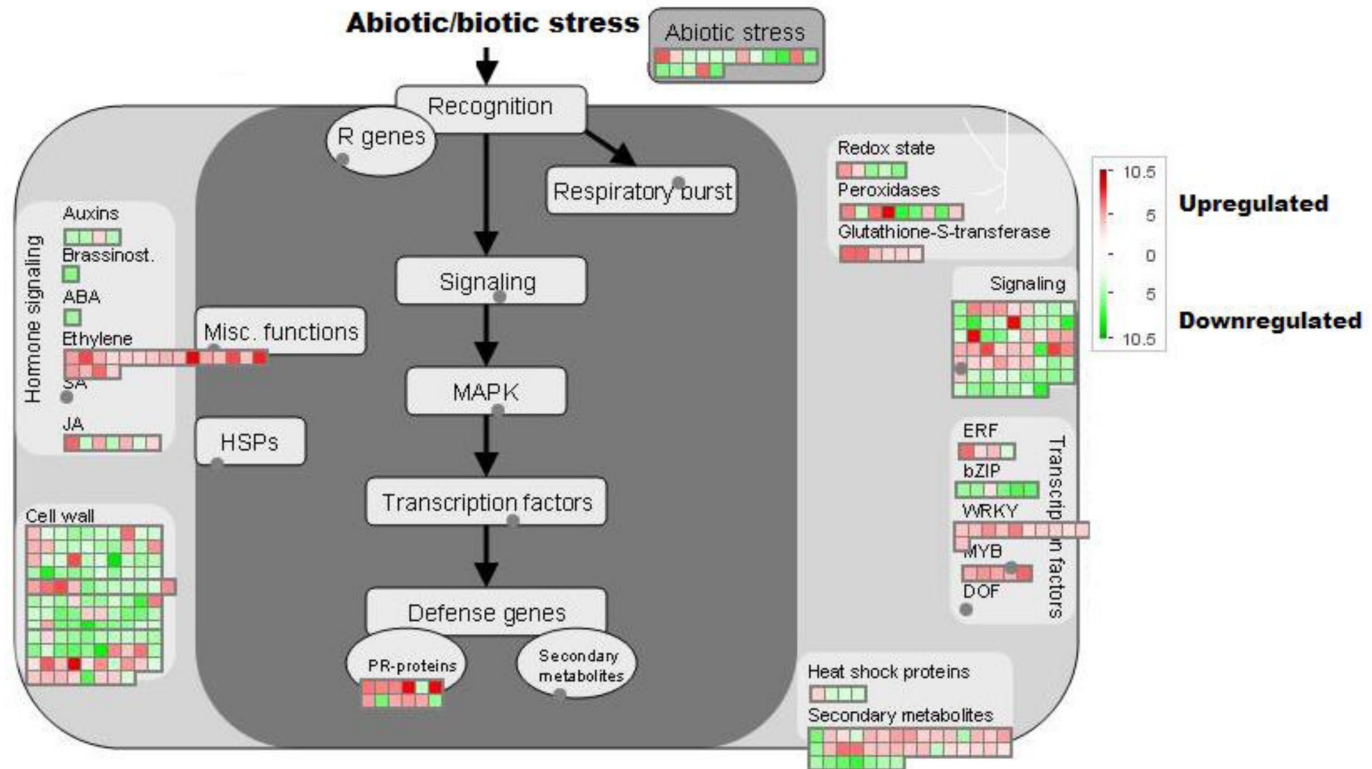 Abiotic/biotic stress
Abiotic stress
Recognition
R genes
Respiratory burst
Redox state
Peroxidases
Glutathione-S-transferase
10.5
5
0
5
10.5
Upregulated
Downregulated
Hormone signaling
Auxins
Brassinost.
ABA
Ethylene
SA
JA
Misc. functions
HSPs
Signaling
MAPK
Transcription factors
Defense genes
PR-proteins
Secondary
metabolites
Signaling
ERF
bZIP
WRKY
MYB
DOF
Transcription factors
Cell wall
Heat shock proteins
Secondary metabolites